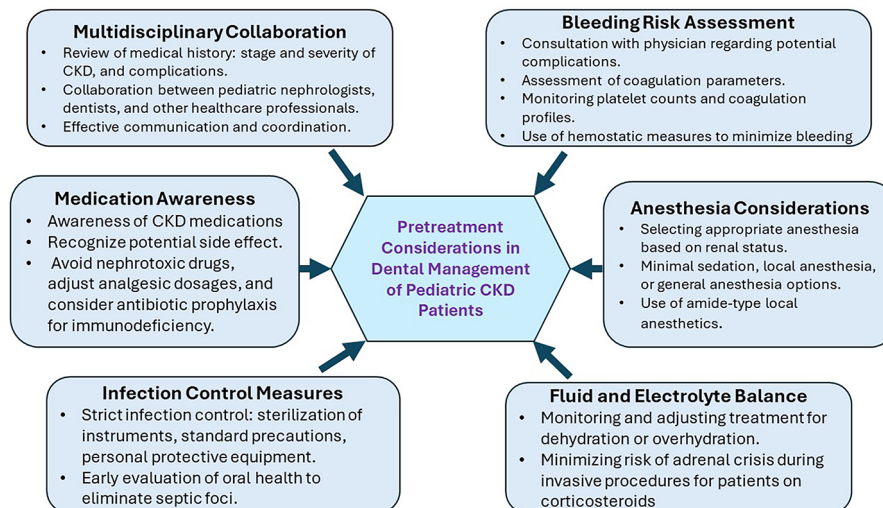 Multidisciplinary Collaboration
• Review of medical history: stage and severity of
CKD, and complications.
• Collaboration between pediatric nephrologists,
dentists, and other healthcare professionals.
• Effective communication and coordination.
Bleeding Risk Assessment
• Consultation with physician regarding potential
complications.
• Assessment of coagulation parameters.
• Monitoring platelet counts and coagulation
profiles.
• Use of hemostatic measures to minimize bleeding
Medication Awareness
• Awareness of CKD medications
• Recognize potential side effect.
• Avoid nephrotoxic drugs,
adjust analgesic dosages, and
consider antibiotic prophylaxis
for immunodeficiency.
Pretreatment
Considerations in
Dental Management
of Pediatric CKD
Patients
Anesthesia Considerations
• Selecting appropriate anesthesia
based on renal status.
• Minimal sedation, local anesthesia,
or general anesthesia options.
• Use of amide-type local
anesthetics.
Infection Control Measures
• Strict infection control: sterilization of
instruments, standard precautions,
personal protective equipment.
• Early evaluation of oral health to
eliminate septic foci.
Fluid and Electrolyte Balance
• Monitoring and adjusting treatment for
dehydration or overhydration.
• Minimizing risk of adrenal crisis during
invasive procedures for patients on
corticosteroids